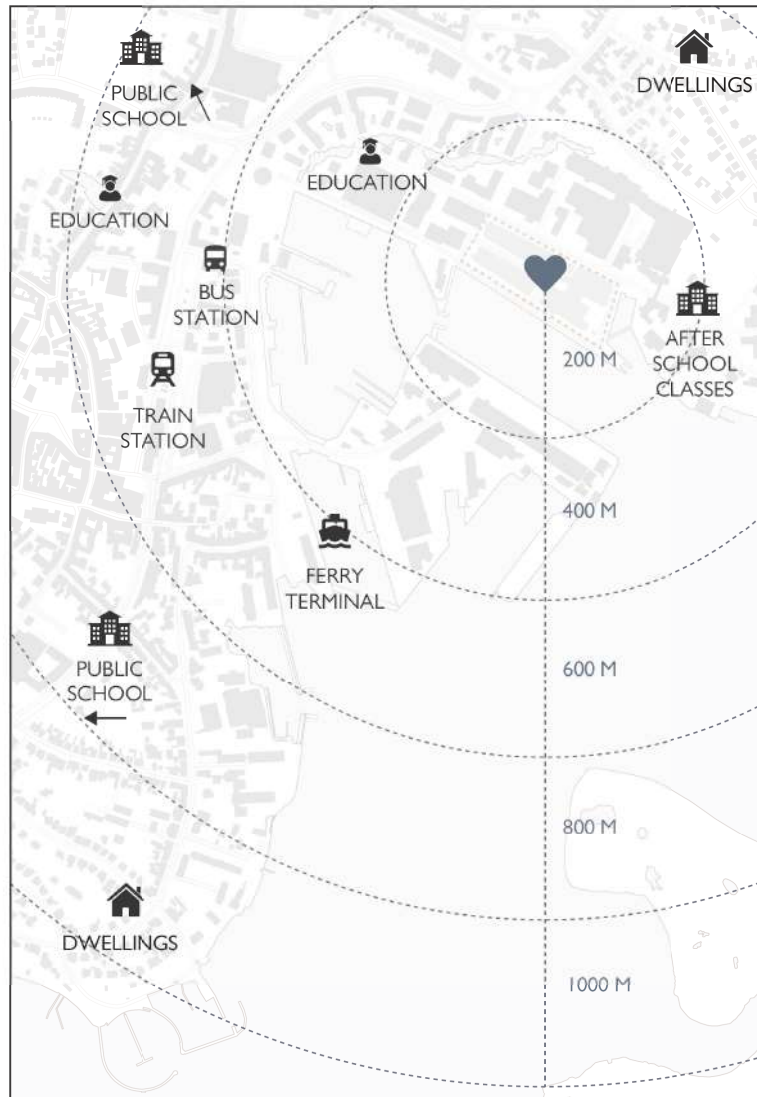 DWELLINGS
PUBLIC
SCHOOL
EDUCATION
EDUCATION
BUS
STATION
AFTER
SCHOOL
CLASSES
200 M
TRAIN
STATION
400 M
FERRY
TERMINAL
600 M
PUBLIC
SCHOOL
800 M
DWELLINGS
1000 M